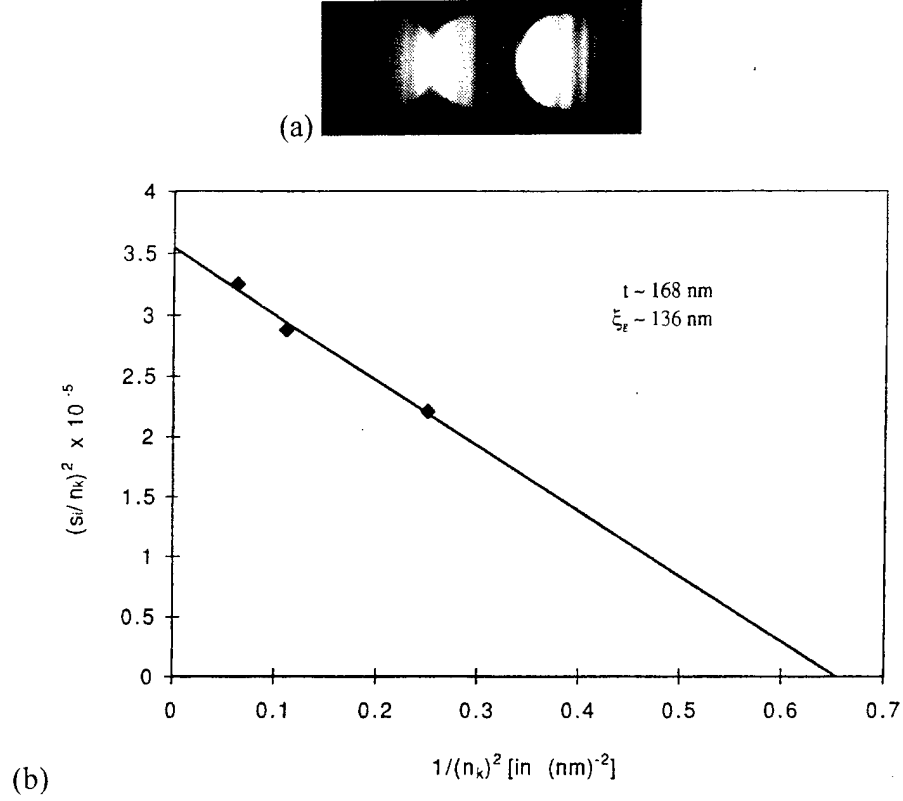 (a)
4
3.5
3
2.5
2
1.5
1
0.5
0
(sᵢ/nₖ)² x 10⁻⁵
t ~ 168 nm
ξg ~ 136 nm
0 0.1 0.2 0.3 0.4 0.5 0.6 0.7
1/(nₖ)² [in (nm)⁻²]
(b)